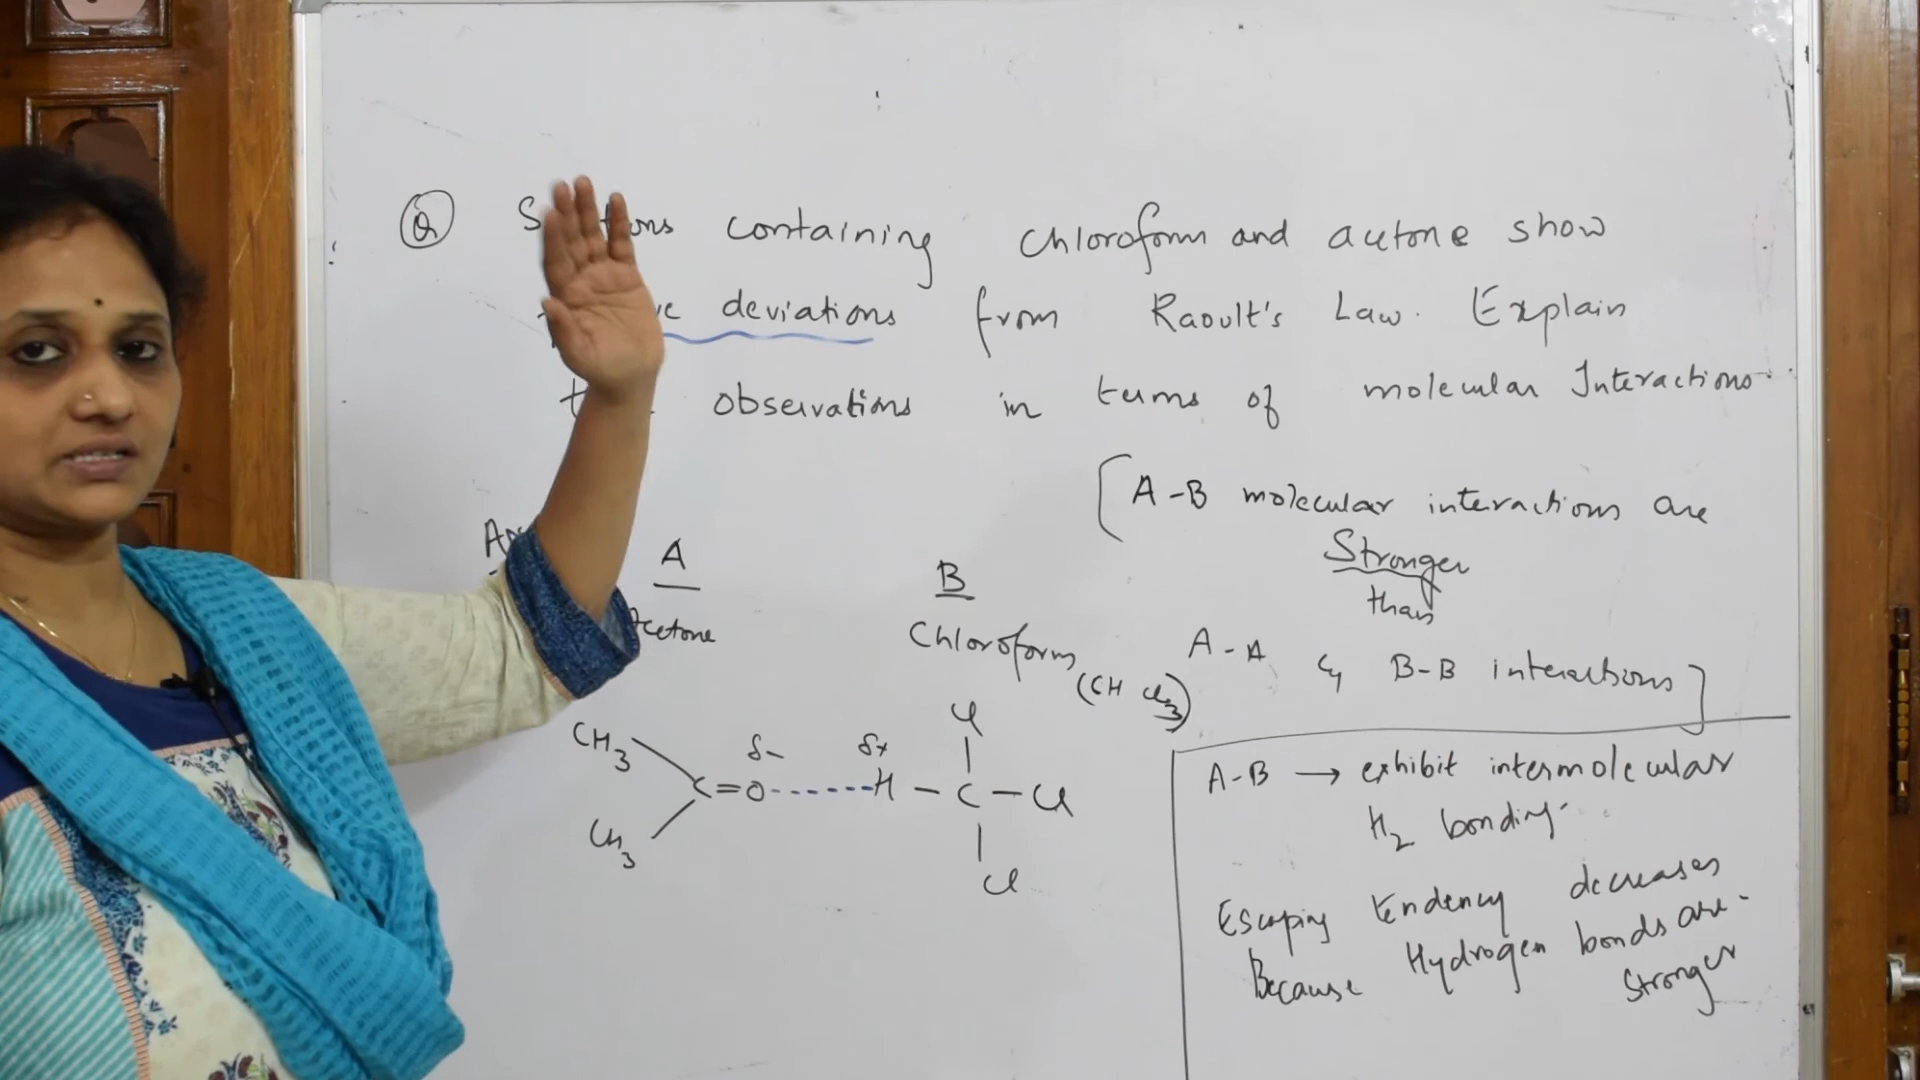 Q containing chloroform and acetone show
deviations from Raoult's Law. Explain
observations in terms of molecular Interactions
[A-B molecular interactions are
Stronger
than
A-A & B-B interactions]
A
B
Acetone
Chloroform
(CHCl3)
CH3
δ-
δ+
Cl
C=O------H-C-Cl
CH3
Cl
A-B → exhibit intermolecular
H2 bonding.
Escaping tendency decreases
Because Hydrogen bonds are
stronger